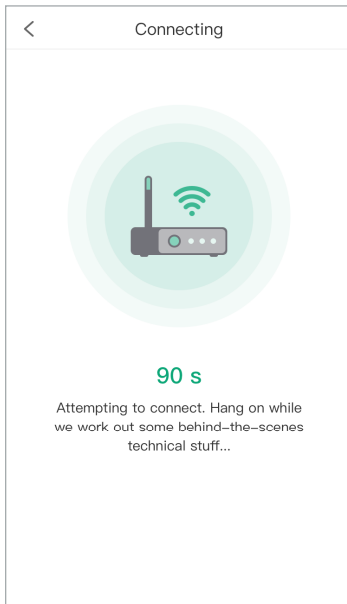 Connecting
90 s
Attempting to connect. Hang on while
we work out some behind-the-scenes
technical stuff...